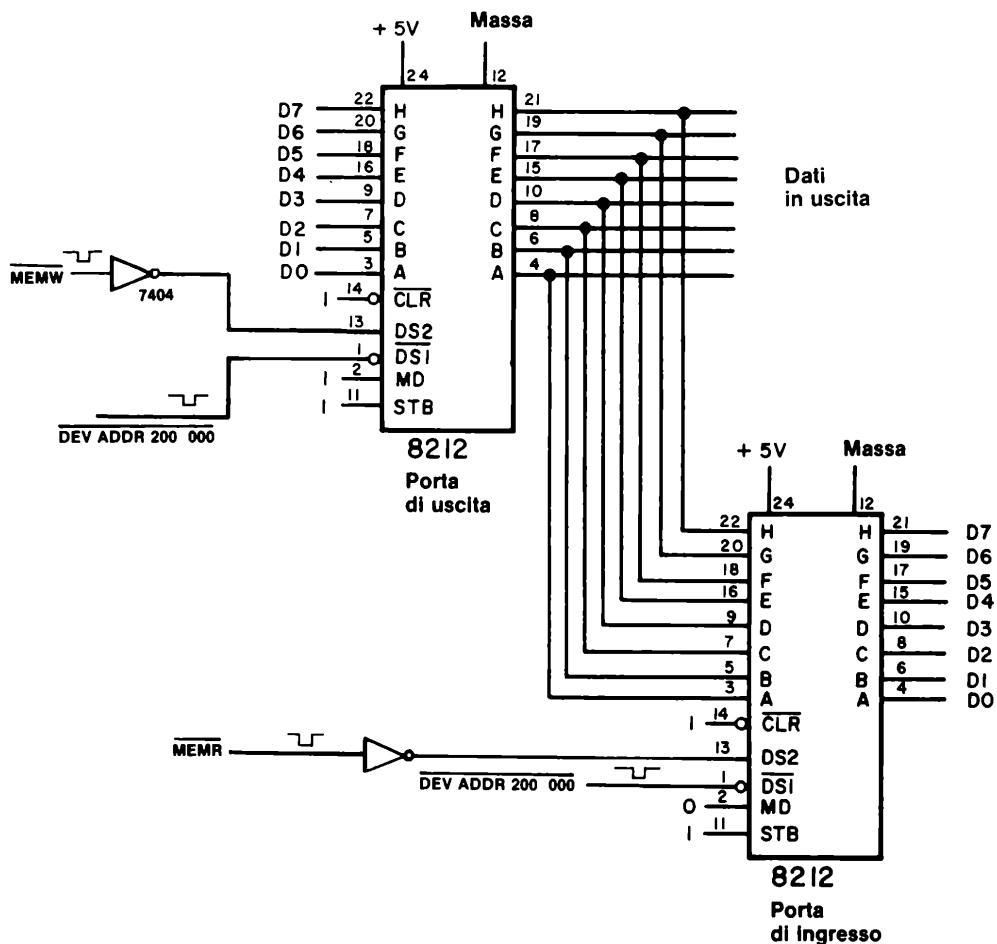 + 5V
Massa
24
12
D7 22 H H 21
D6 20 G G 19
D5 18 F F 17
D4 16 E E 15
D3 9 D D 10
D2 7 C C 8
D1 5 B B 6
D0 3 A A 4
Dati
in uscita
MEMW
7404
1 14 CLR
13 DS2
1 DS1
1 2 MD
1 11 STB
DEV ADDR 200 000
8212
Porta
di uscita
+ 5V
Massa
24
12
22 H H 21 D7
20 G G 19 D6
18 F F 17 D5
16 E E 15 D4
9 D D 10 D3
7 C C 8 D2
5 B B 6 D1
3 A A 4 D0
1 14 CLR
MEMR
13 DS2
DEV ADDR 200 000
1 DS1
0 2 MD
1 11 STB
8212
Porta
di ingresso